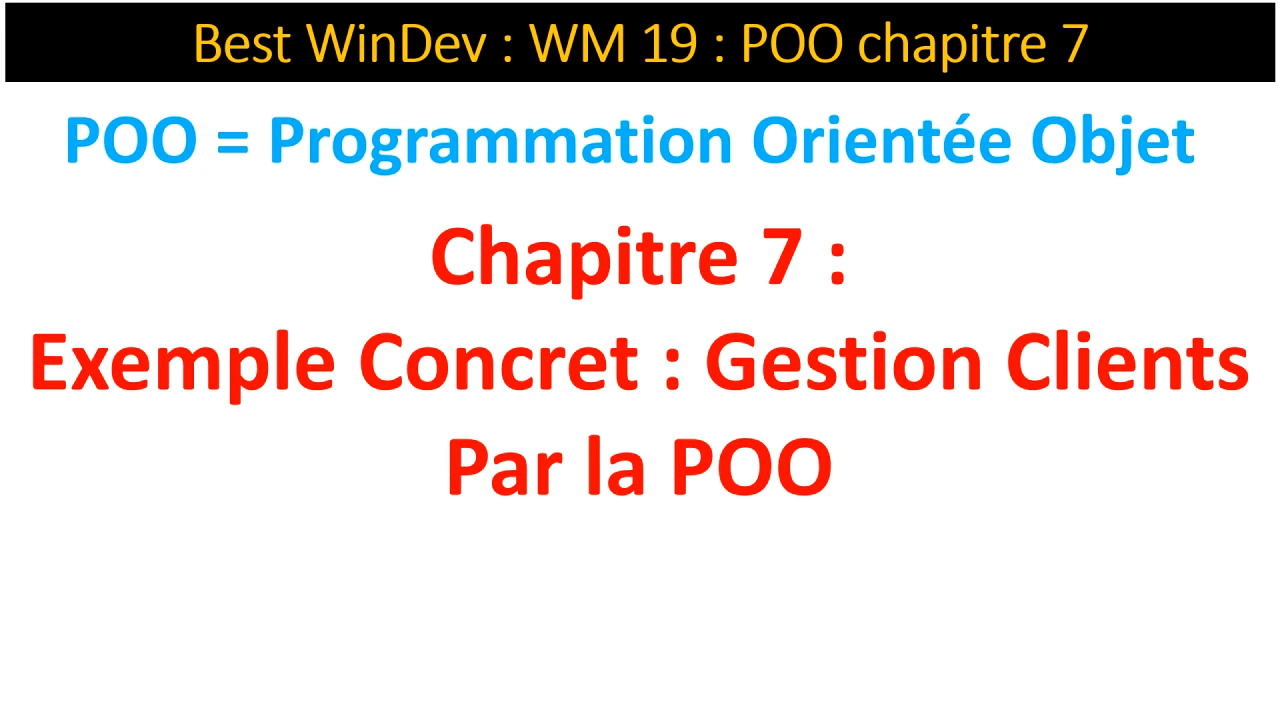 Best WinDev : WM 19 : POO chapitre 7
POO = Programmation Orientée Objet
Chapitre 7 :
Exemple Concret : Gestion Clients
Par la POO